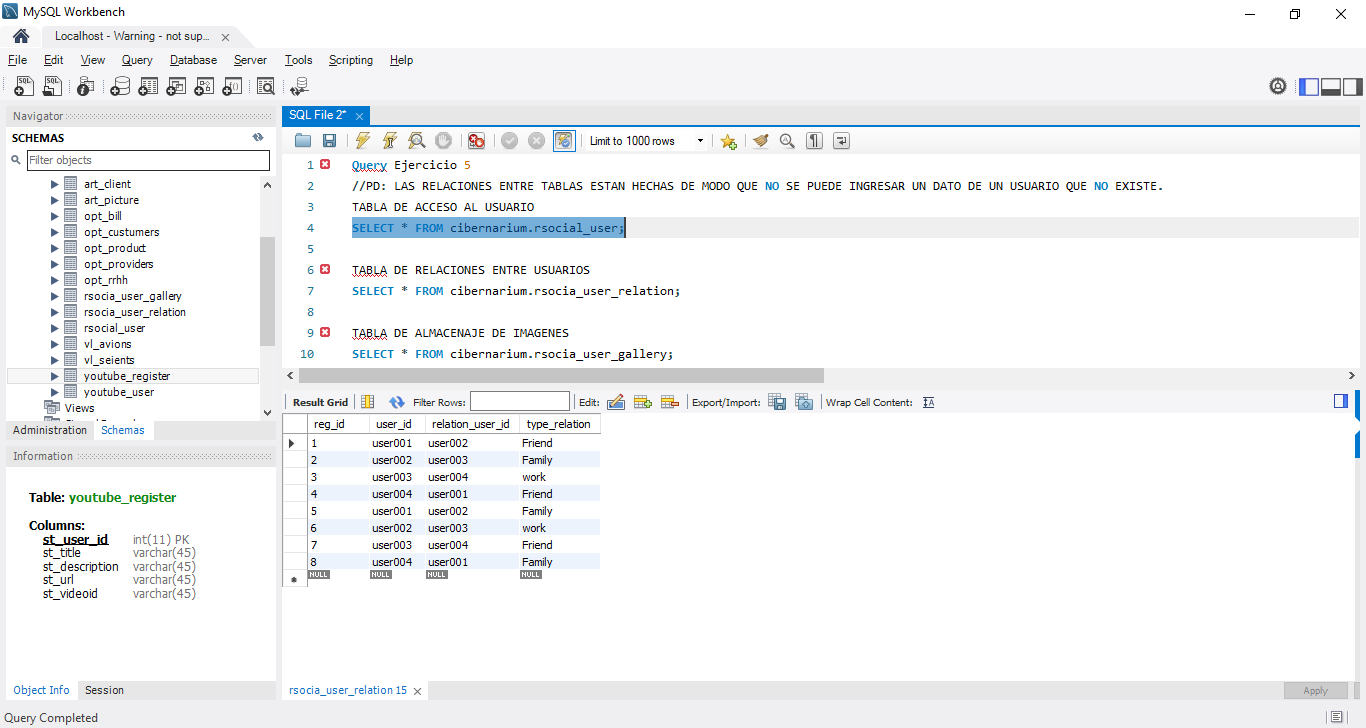 MySQL Workbench
Localhost - Warning - not sup...
File Edit View Query Database Server Tools Scripting Help
Navigator
SCHEMAS
Filter objects
art_client
art_picture
opt_bill
opt_custumers
opt_product
opt_providers
opt_rrhh
rsocia_user_gallery
rsocia_user_relation
rsocial_user
vl_avions
vl_seients
youtube_register
youtube_user
Views
Administration Schemas
Information
Table: youtube_register
Columns:
st_user_id int(11) PK
st_title varchar(45)
st_description varchar(45)
st_url varchar(45)
st_videoid varchar(45)
Object Info Session
Query Completed
SQL File 2*
Limit to 1000 rows
1 Query Ejercicio 5
2 //PD: LAS RELACIONES ENTRE TABLAS ESTAN HECHAS DE MODO QUE NO SE PUEDE INGRESAR UN DATO DE UN USUARIO QUE NO EXISTE.
3 TABLA DE ACCESO AL USUARIO
4 SELECT * FROM cibernarium.rsocial_user;
5
6 TABLA DE RELACIONES ENTRE USUARIOS
7 SELECT * FROM cibernarium.rsocia_user_relation;
8
9 TABLA DE ALMACENAJE DE IMAGENES
10 SELECT * FROM cibernarium.rsocia_user_gallery;
Result Grid Filter Rows: Edit: Export/Import: Wrap Cell Content:
reg_id user_id relation_user_id type_relation
1 user001 user002 Friend
2 user002 user003 Family
3 user003 user004 work
4 user004 user001 Friend
5 user001 user002 Family
6 user002 user003 work
7 user003 user004 Friend
8 user004 user001 Family
NULL NULL NULL NULL
rsocia_user_relation 15
Apply